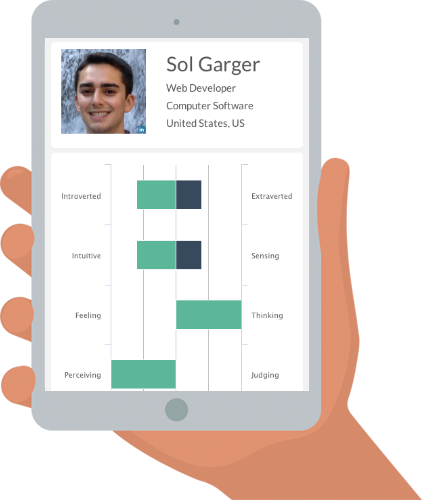 Sol Garger
Web Developer
Computer Software
United States, US
in
Introverted
Extraverted
Intuitive
Sensing
Feeling
Thinking
Perceiving
Judging